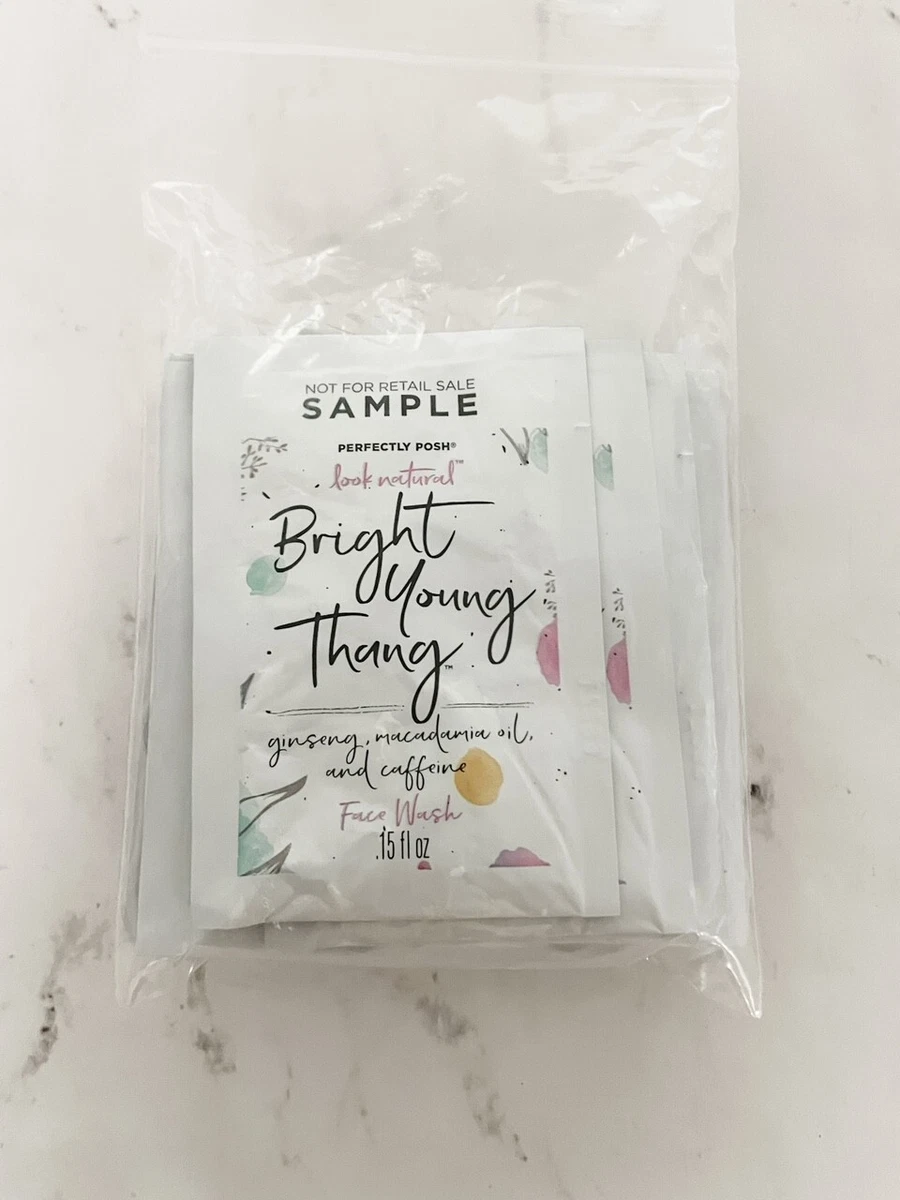 NOT FOR RETAIL SALE
SAMPLE
PERFECTLY POSH®
look natural™
Bright
Young
Thang™
ginseng, macadamia oil,
and caffeine
Face Wash
.15 fl oz